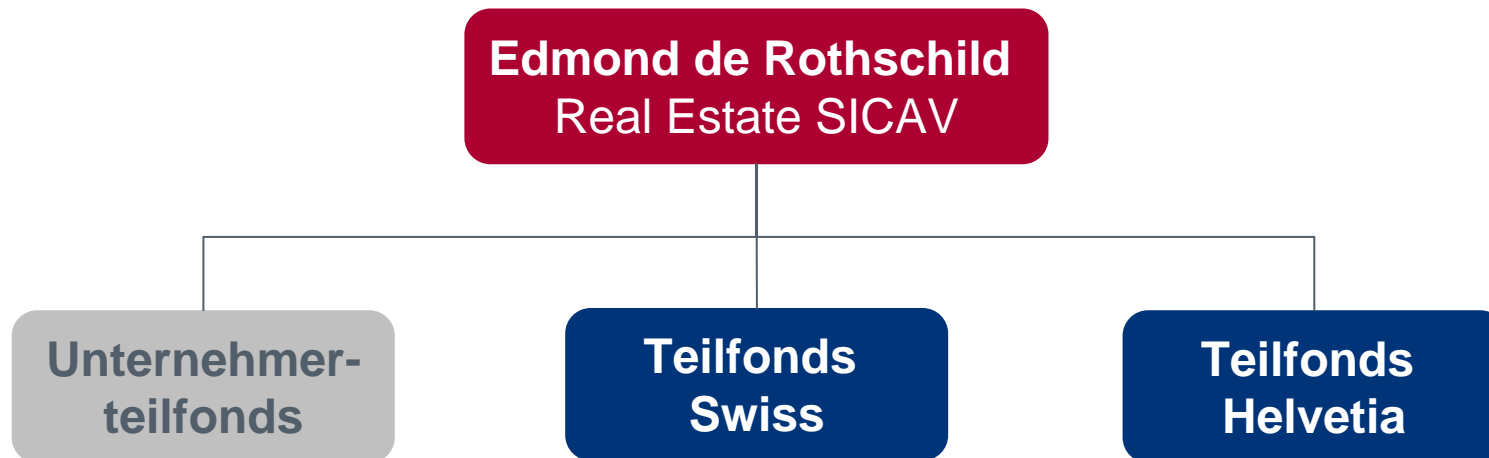 Edmond de Rothschild
Real Estate SICAV
Unternehmer-
teilfonds
Teilfonds
Swiss
Teilfonds
Helvetia